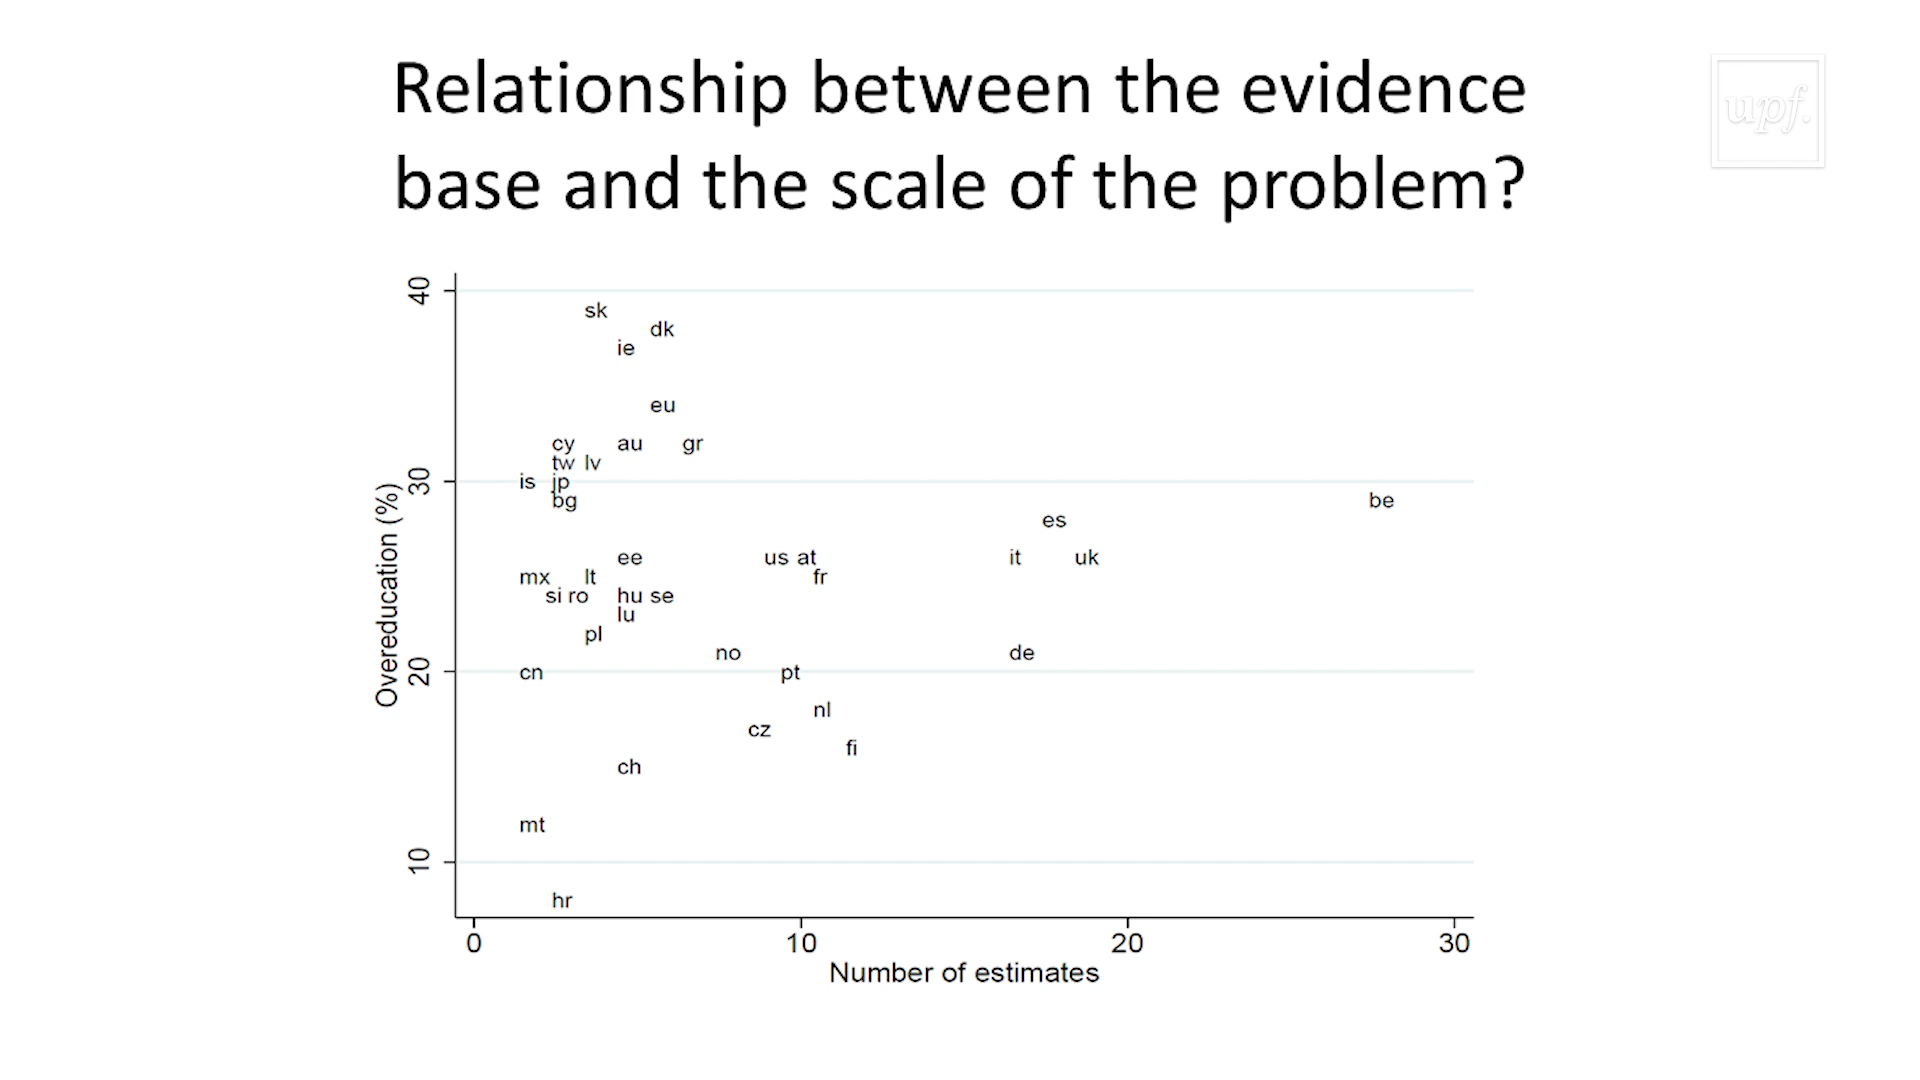 Relationship between the evidence
base and the scale of the problem?
upf.
Overeducation (%)
40
30
20
10
sk
dk
ie
eu
cy au gr
tw lv
is jp
bg be
es
ee us at it uk
mx lt fr
si ro hu se
lu
pl
no de
cn pt
nl
cz
fi
ch
mt
hr
0 10 20 30
Number of estimates